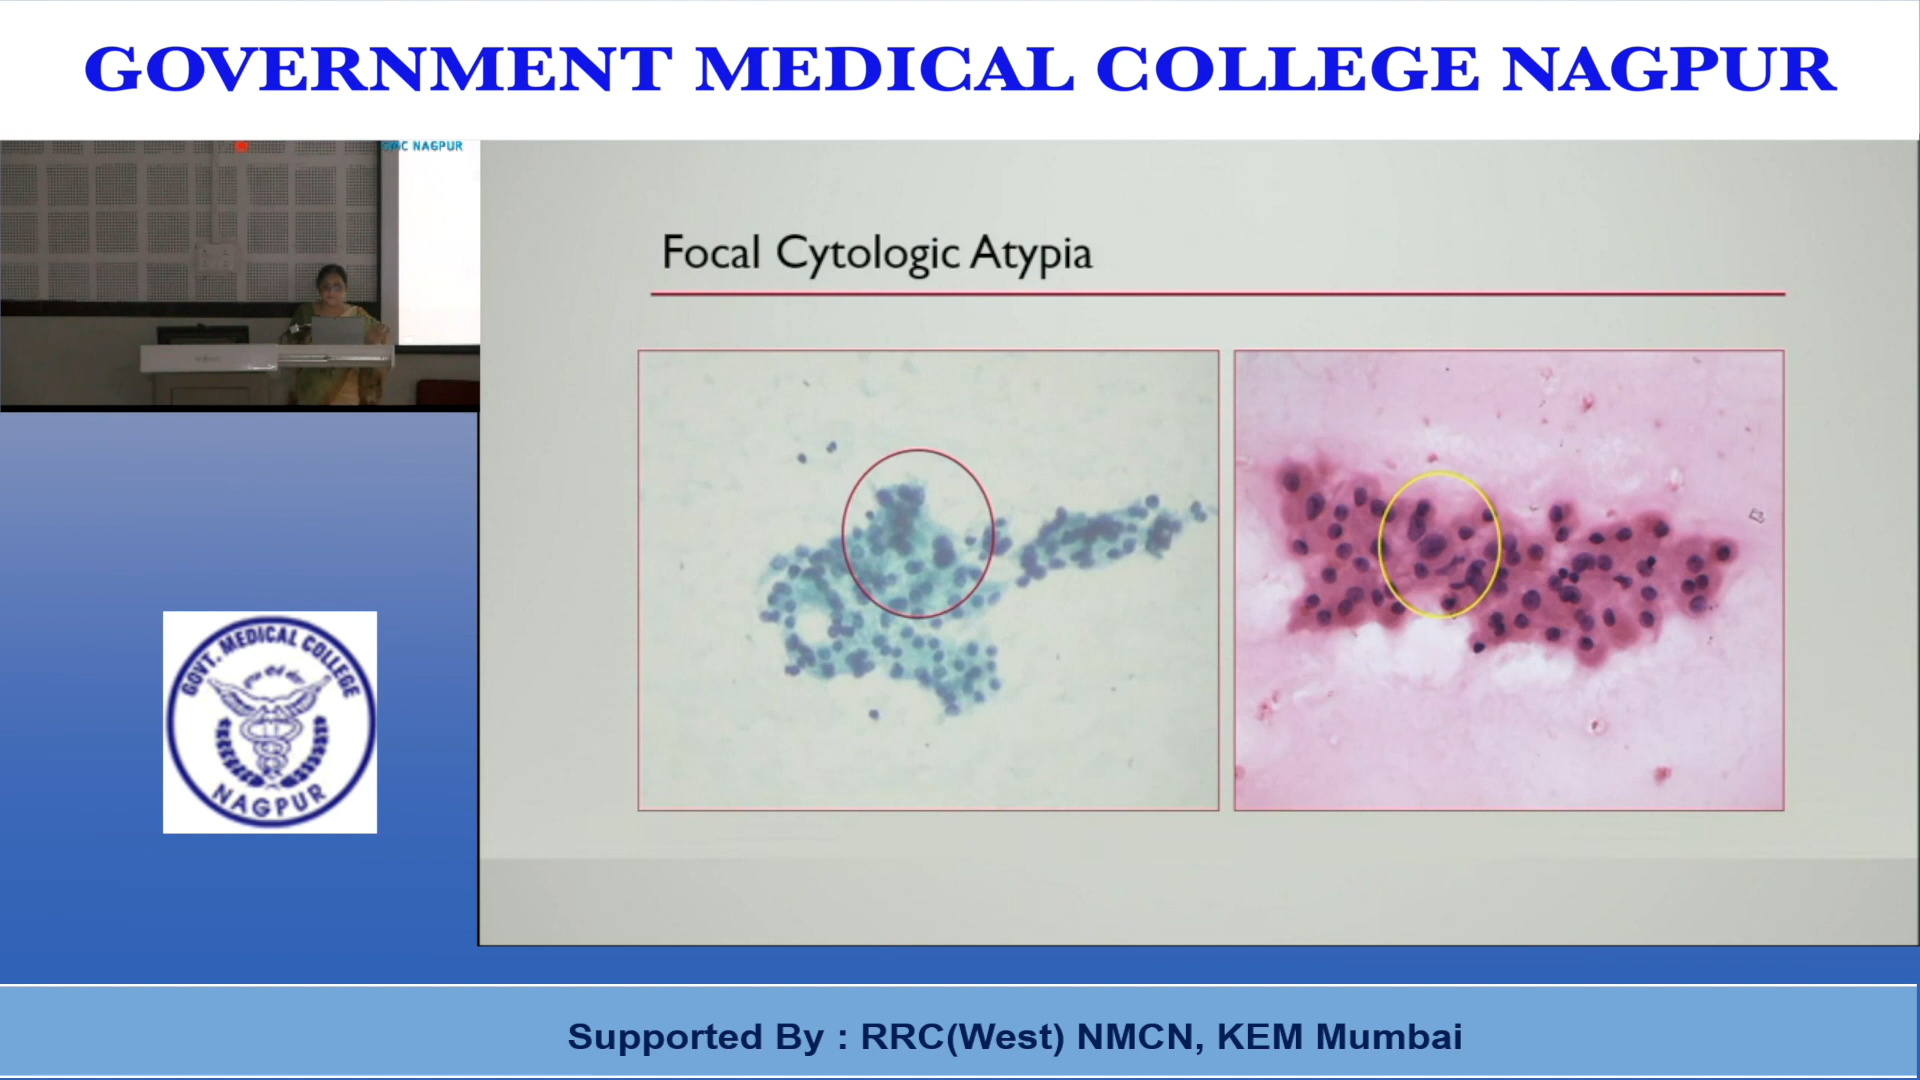 GOVERNMENT MEDICAL COLLEGE NAGPUR
NAGPUR
Focal Cytologic Atypia
GOVT. MEDICAL COLLEGE
NAGPUR
Supported By : RRC(West) NMCN, KEM Mumbai